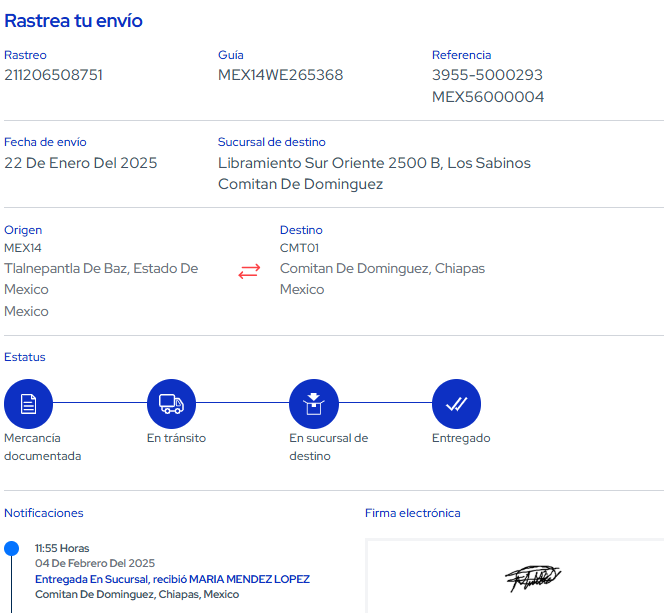 Rastrea tu envío
Rastreo
211206508751
Guía
MEX14WE265368
Referencia
3955-5000293
MEX56000004
Fecha de envío
22 De Enero Del 2025
Sucursal de destino
Libramiento Sur Oriente 2500 B, Los Sabinos
Comitan De Dominguez
Origen
MEX14
Tlalnepantla De Baz, Estado De
Mexico
Mexico
Destino
CMT01
Comitan De Dominguez, Chiapas
Mexico
Estatus
Mercancía
documentada
En tránsito
En sucursal de
destino
Entregado
Notificaciones
11:55 Horas
04 De Febrero Del 2025
Entregada En Sucursal, recibió MARIA MENDEZ LOPEZ
Comitan De Dominguez, Chiapas, Mexico
Firma electrónica